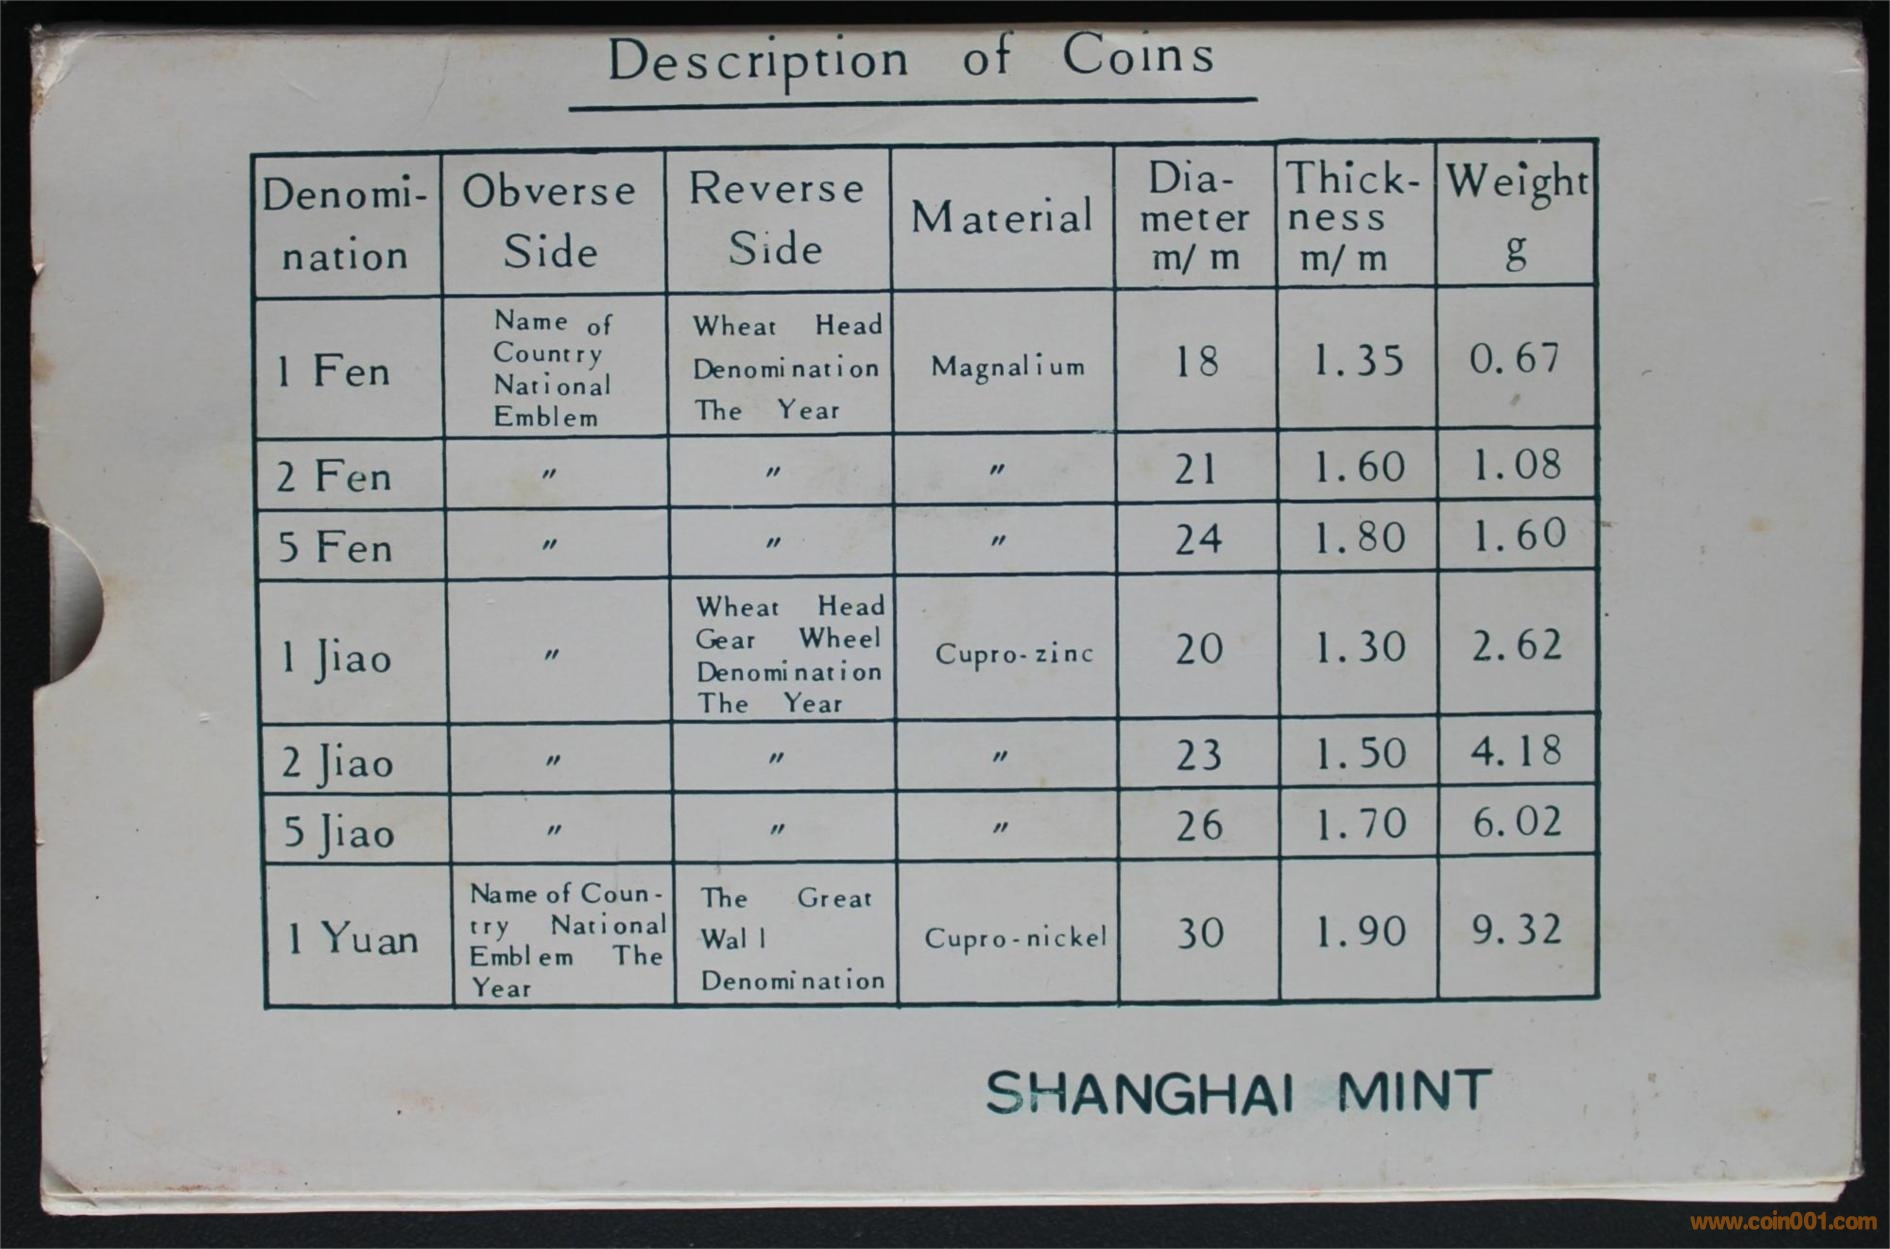 Description of Coins
Denomi-
nation
Obverse
Side
Reverse
Side
Material
Dia-
meter
m/ m
Thick-
ness
m/ m
Weight
g
1 Fen
Name of
Country
National
Emblem
Wheat Head
Denomination
The Year
Magnalium
18
1.35
0.67
2 Fen
〃
〃
〃
21
1.60
1.08
5 Fen
〃
〃
〃
24
1.80
1.60
1 Jiao
〃
Wheat Head
Gear Wheel
Denomination
The Year
Cupro-zinc
20
1.30
2.62
2 Jiao
〃
〃
〃
23
1.50
4.18
5 Jiao
〃
〃
〃
26
1.70
6.02
1 Yuan
Name of Coun-
try National
Emblem The
Year
The Great
Wall
Denomination
Cupro-nickel
30
1.90
9.32
SHANGHAI MINT
www.coin001.com